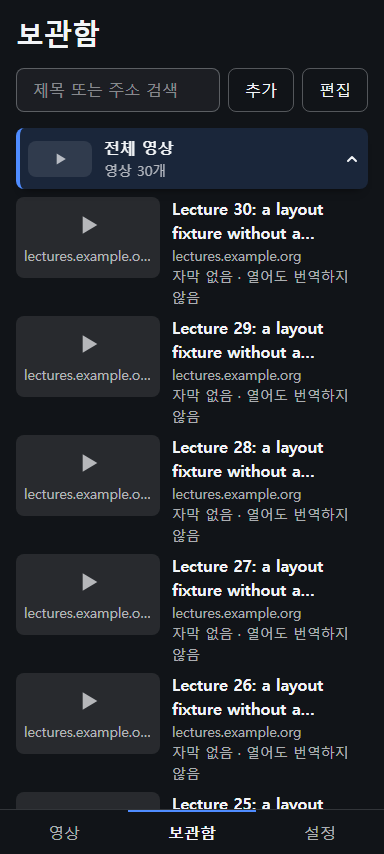 보관함
제목 또는 주소 검색
추가
편집
전체 영상
영상 30개
lectures.example.o...
Lecture 30: a layout
fixture without a...
lectures.example.org
자막 없음 · 열어도 번역하지
않음
lectures.example.o...
Lecture 29: a layout
fixture without a...
lectures.example.org
자막 없음 · 열어도 번역하지
않음
lectures.example.o...
Lecture 28: a layout
fixture without a...
lectures.example.org
자막 없음 · 열어도 번역하지
않음
lectures.example.o...
Lecture 27: a layout
fixture without a...
lectures.example.org
자막 없음 · 열어도 번역하지
않음
lectures.example.o...
Lecture 26: a layout
fixture without a...
lectures.example.org
자막 없음 · 열어도 번역하지
않음
Lecture 25: a layout
영상
보관함
설정